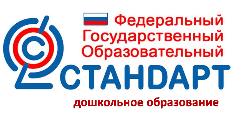 Федеральный
Государственный
Образовательный
СТАНДАРТ
дошкольное образование